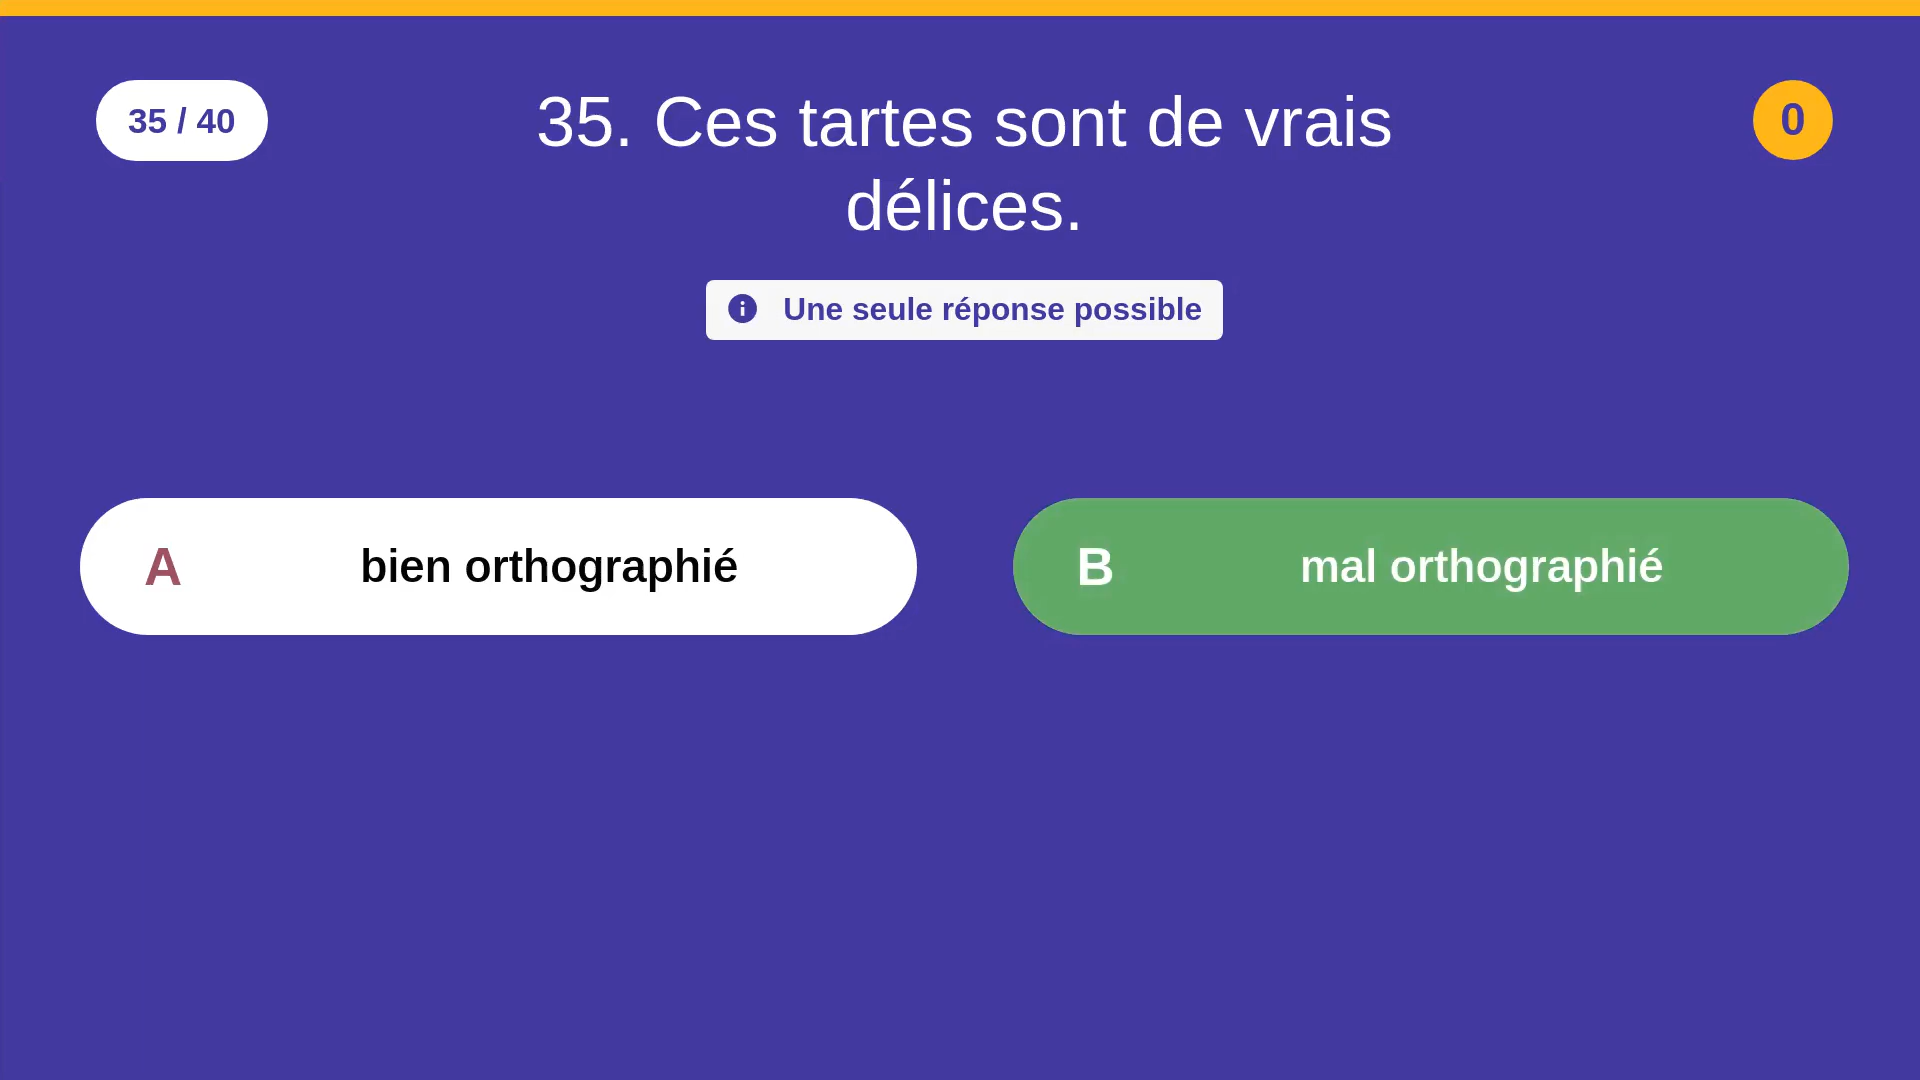 35 / 40
35. Ces tartes sont de vrais
délices.
0
Une seule réponse possible
A bien orthographié
B mal orthographié